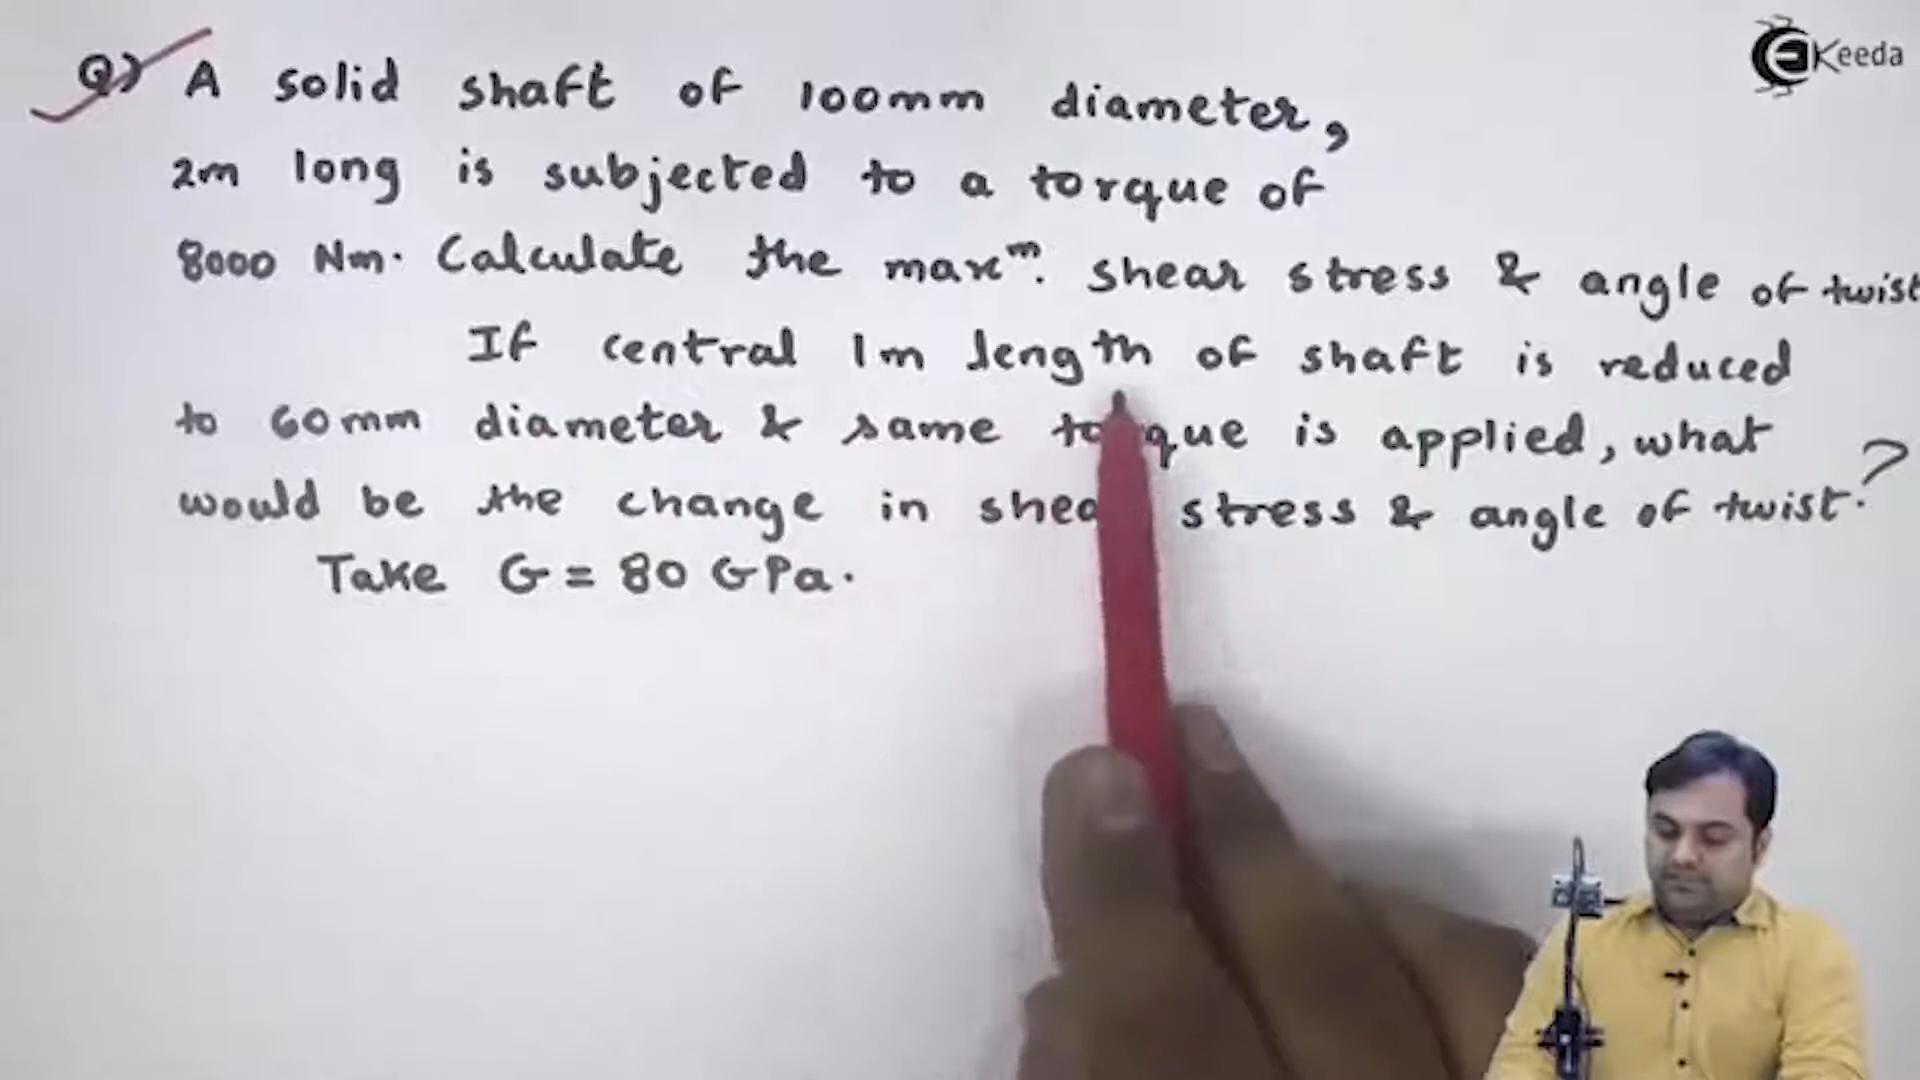 Keeda
Q) A solid shaft of 100mm diameter,
2m long is subjected to a torque of
8000 Nm. Calculate the maxᵐ. shear stress & angle of twist
If central 1m length of shaft is reduced
to 60mm diameter & same torque is applied, what
would be the change in shear stress & angle of twist.?
Take G = 80 GPa.